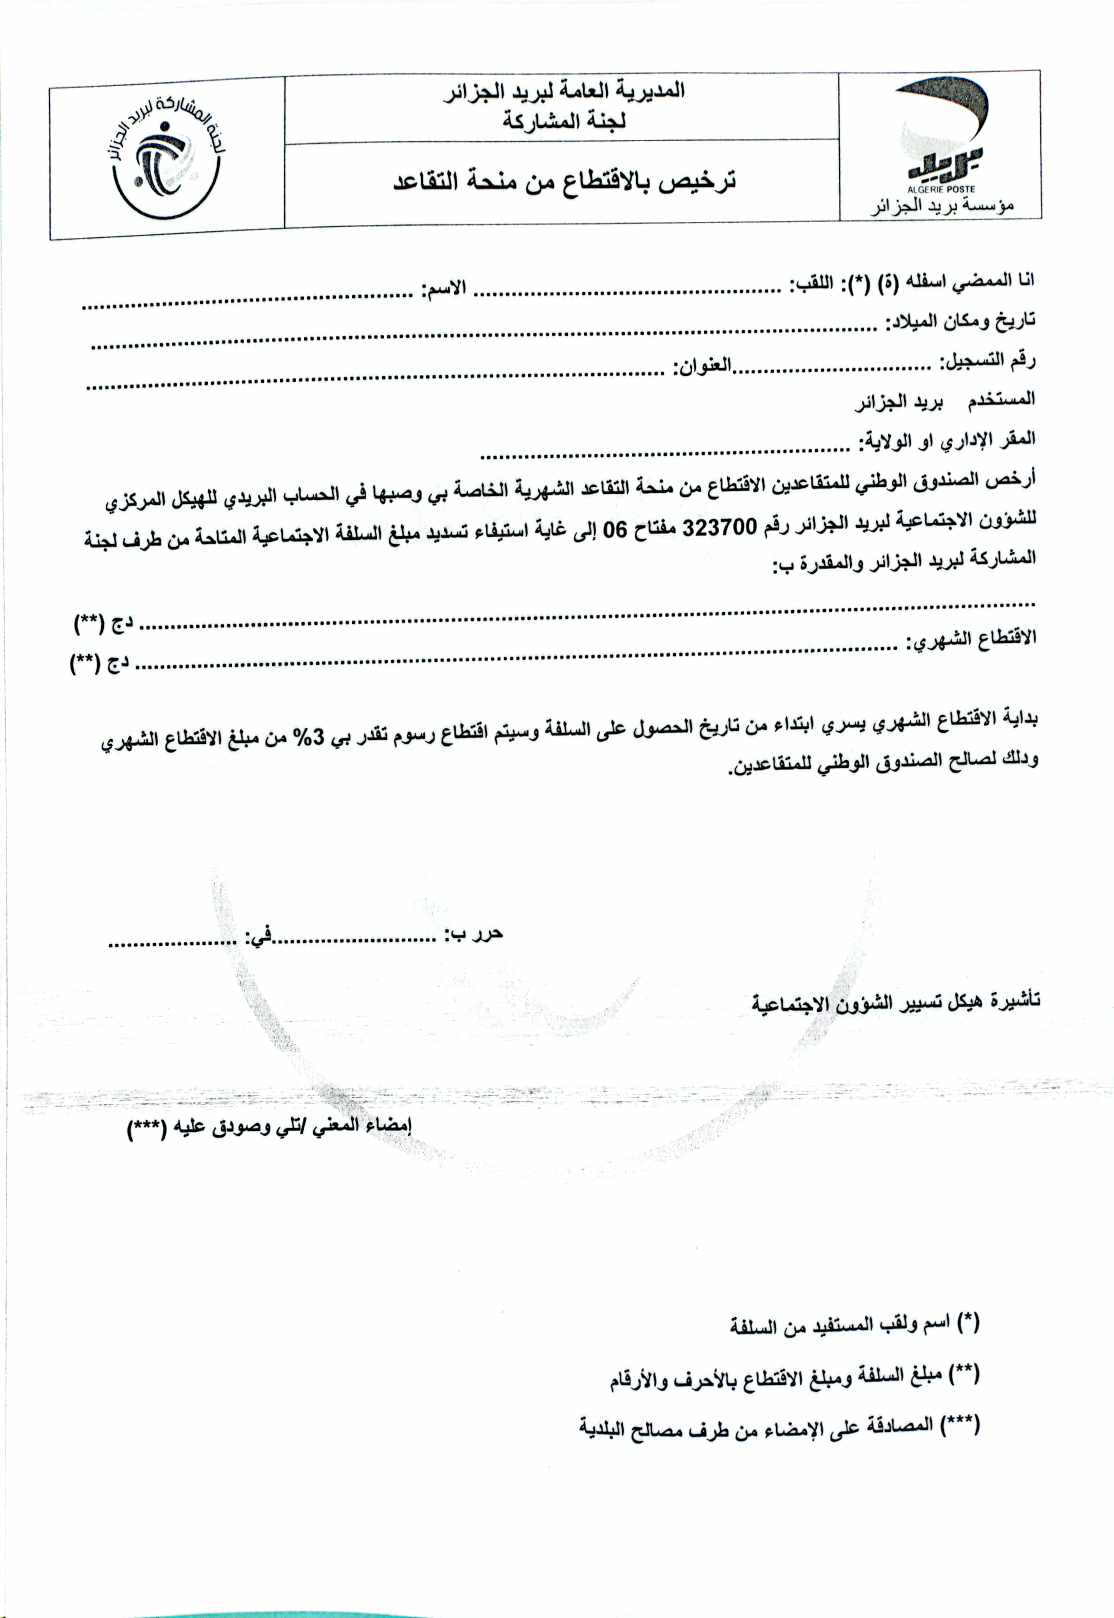 المديرية العامة لبريد الجزائر
لجنة المشاركة
ترخيص بالاقتطاع من منحة التقاعد
بريد
ALGERIE POSTE
مؤسسة بريد الجزائر
لجنة المشاركة لبريد الجزائر
انا الممضي اسفله (ة) (*): اللقب: .................................................. الاسم: ......................................................
تاريخ ومكان الميلاد: ................................................................................................................................
رقم التسجيل: ................................العنوان: ..............................................................................................
المستخدم بريد الجزائر
المقر الإداري او الولاية: ............................................................
أرخص الصندوق الوطني للمتقاعدين الاقتطاع من منحة التقاعد الشهرية الخاصة بي وصبها في الحساب البريدي للهيكل المركزي
للشؤون الاجتماعية لبريد الجزائر رقم 323700 مفتاح 06 إلى غاية استيفاء تسديد مبلغ السلفة الاجتماعية المتاحة من طرف لجنة
المشاركة لبريد الجزائر والمقدرة ب:
................................................................................................................................................ دج (**)
الاقتطاع الشهري: ............................................................................................................................ دج (**)
بداية الاقتطاع الشهري يسري ابتداء من تاريخ الحصول على السلفة وسيتم اقتطاع رسوم تقدر بي 3% من مبلغ الاقتطاع الشهري
ودلك لصالح الصندوق الوطني للمتقاعدين.
حرر ب: ...........................في: .....................
تأشيرة هيكل تسيير الشؤون الاجتماعية
إمضاء المعني /تلي وصودق عليه (***)
(*) اسم ولقب المستفيد من السلفة
(**) مبلغ السلفة ومبلغ الاقتطاع بالأحرف والأرقام
(***) المصادقة على الإمضاء من طرف مصالح البلدية